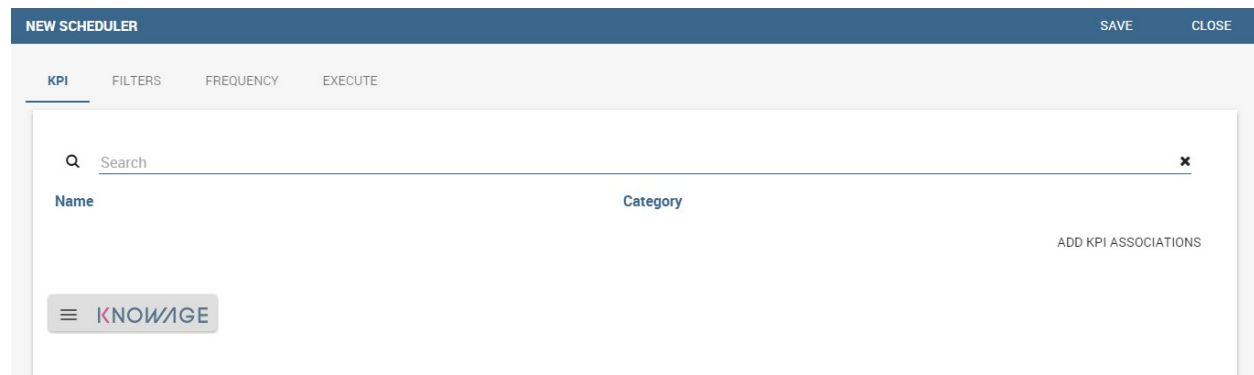 NEW SCHEDULER SAVE CLOSE
KPI FILTERS FREQUENCY EXECUTE
Search
Name Category
ADD KPI ASSOCIATIONS
KNOWAGE